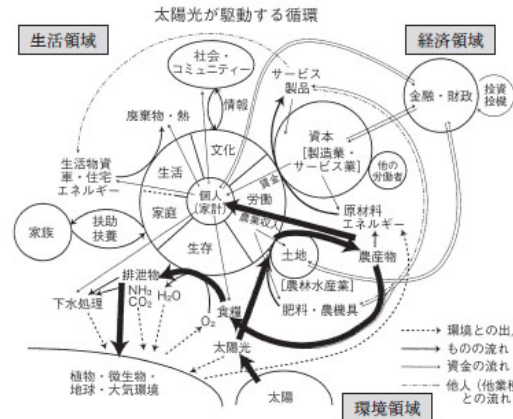 太陽光が駆動する循環
生活領域
経済領域
社会・
コミュニティー
サービス
製品
金融・財政
投資
投機
情報
廃棄物・熱
文化
資本
[製造業・
サービス業]
他の
労働者
生活物資
車・住宅
エネルギー
生活
資金
個人
[家計]
労働
原材料
エネルギー
家族
扶助
扶養
家庭
農業収入
生存
土地
農産物
[農林水産業]
排泄物
下水処理
NH₃
CO₂
H₂O
O₂
食糧
肥料・農機具
太陽光
植物・微生物・
地球・大気環境
太陽
環境領域
環境との出
ものの流れ
資金の流れ
他人（他業種
との流れ